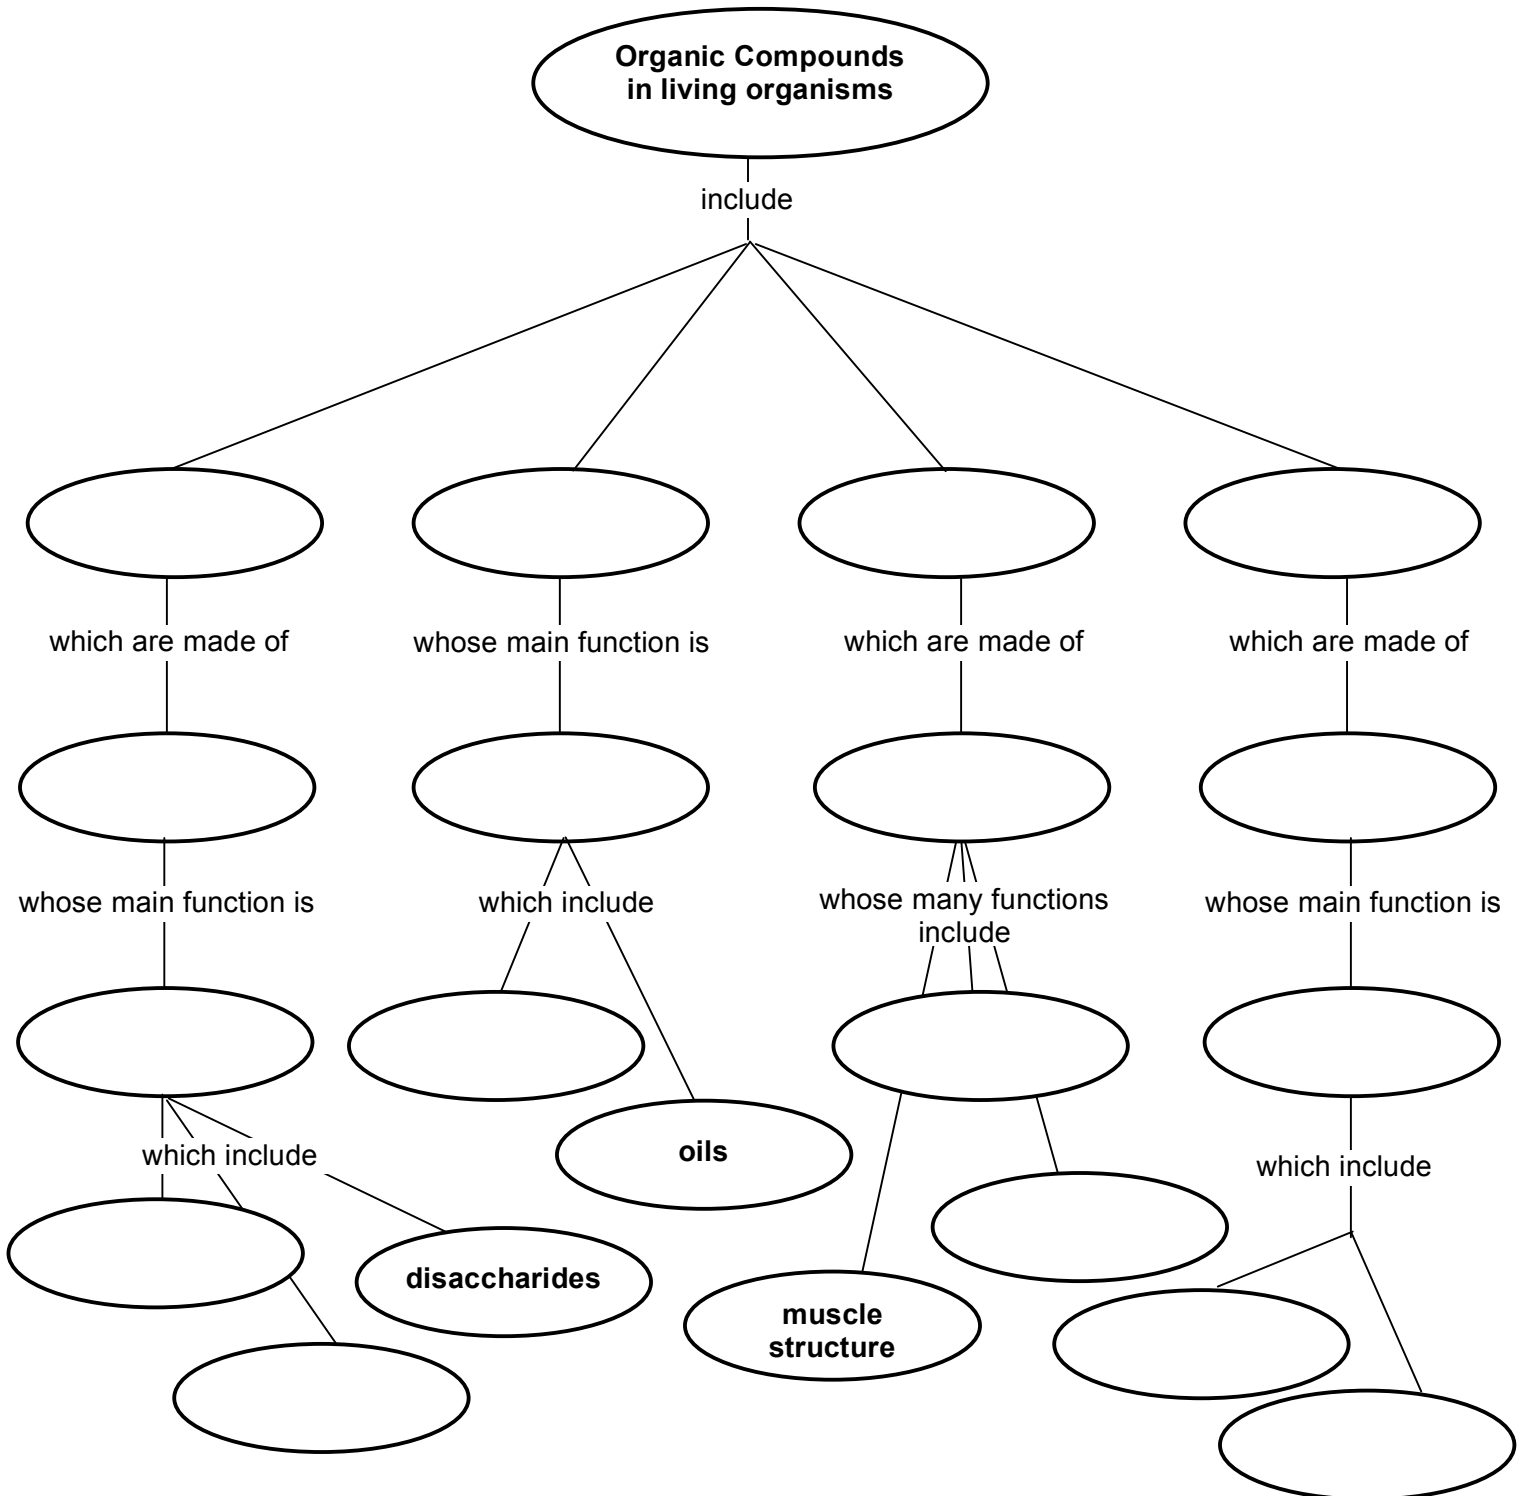 Organic Compounds
in living organisms
include
which are made of
whose main function is
which are made of
which are made of
whose main function is
which include
whose many functions
include
whose main function is
which include
oils
which include
disaccharides
muscle
structure